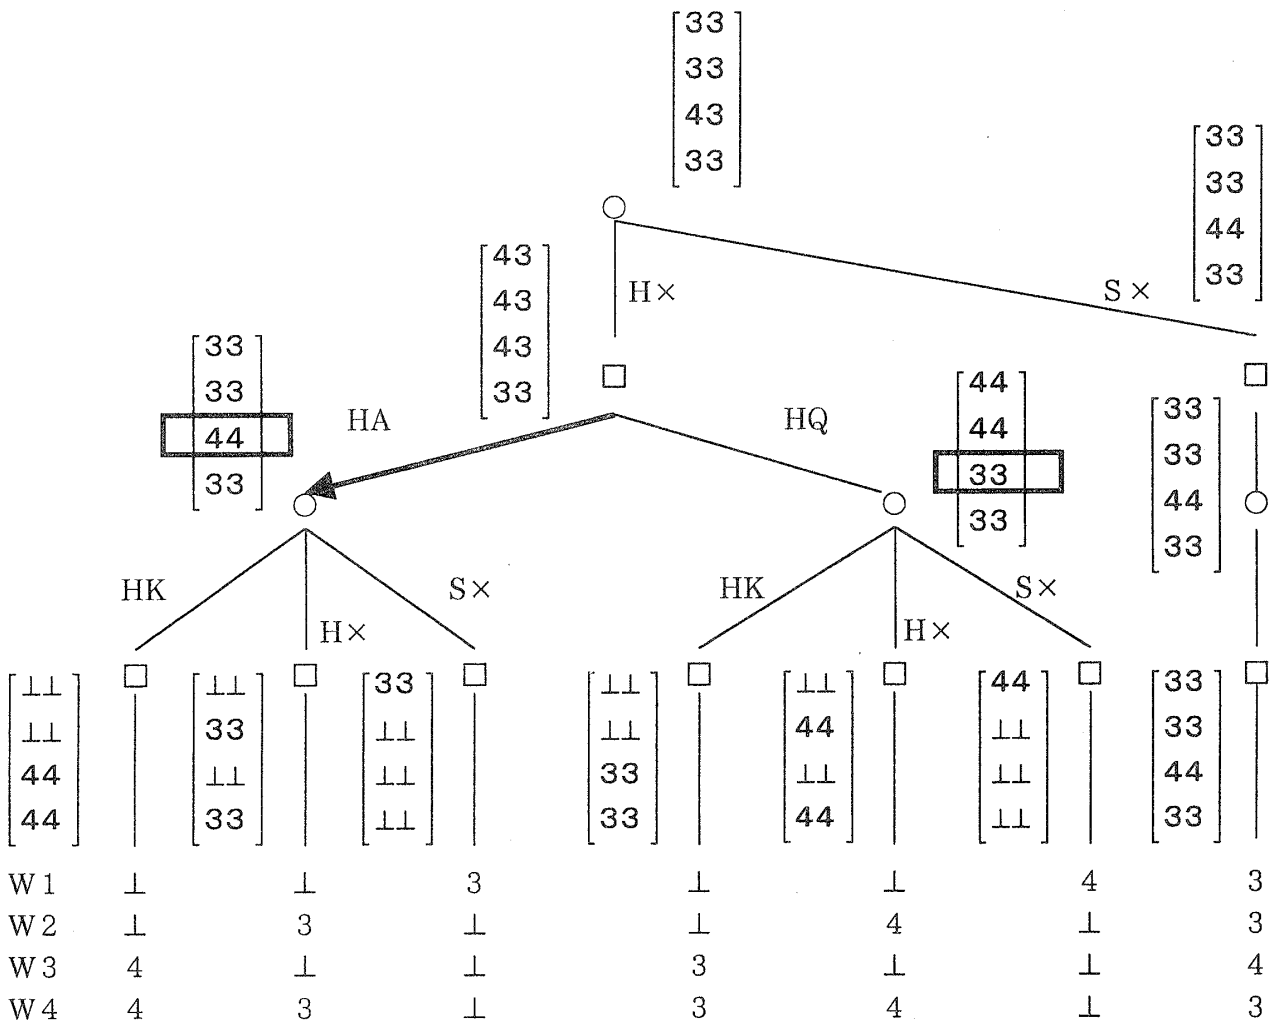 33
33
43
33
33
33
44
33
H×
S×
43
43
43
33
33
33
44
33
HA
HQ
44
44
33
33
33
33
44
33
HK
H×
S×
HK
H×
S×
⊥⊥ ⊥⊥ 33 ⊥⊥ ⊥⊥ 44 33
⊥⊥ 33 ⊥⊥ ⊥⊥ 44 ⊥⊥ 33
44 ⊥⊥ ⊥⊥ 33 ⊥⊥ ⊥⊥ 44
44 33 ⊥⊥ 33 44 ⊥⊥ 33
W1 ⊥ ⊥ 3 ⊥ ⊥ 4 3
W2 ⊥ 3 ⊥ ⊥ 4 ⊥ 3
W3 4 ⊥ ⊥ 3 ⊥ ⊥ 4
W4 4 3 ⊥ 3 4 ⊥ 3